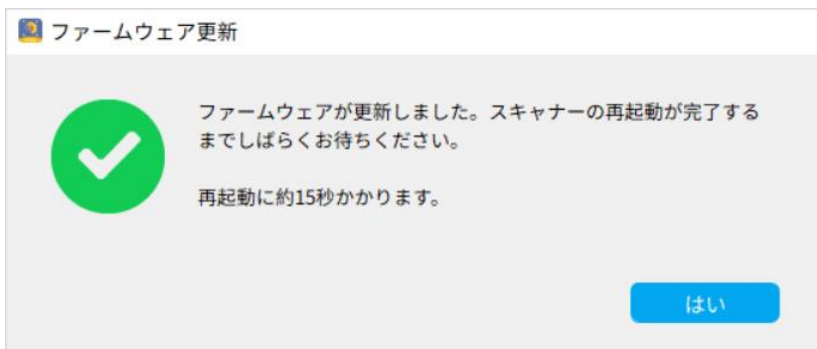 ファームウェア更新
ファームウェアが更新しました。スキャナーの再起動が完了する
までしばらくお待ちください。
再起動に約15秒かかります。
はい